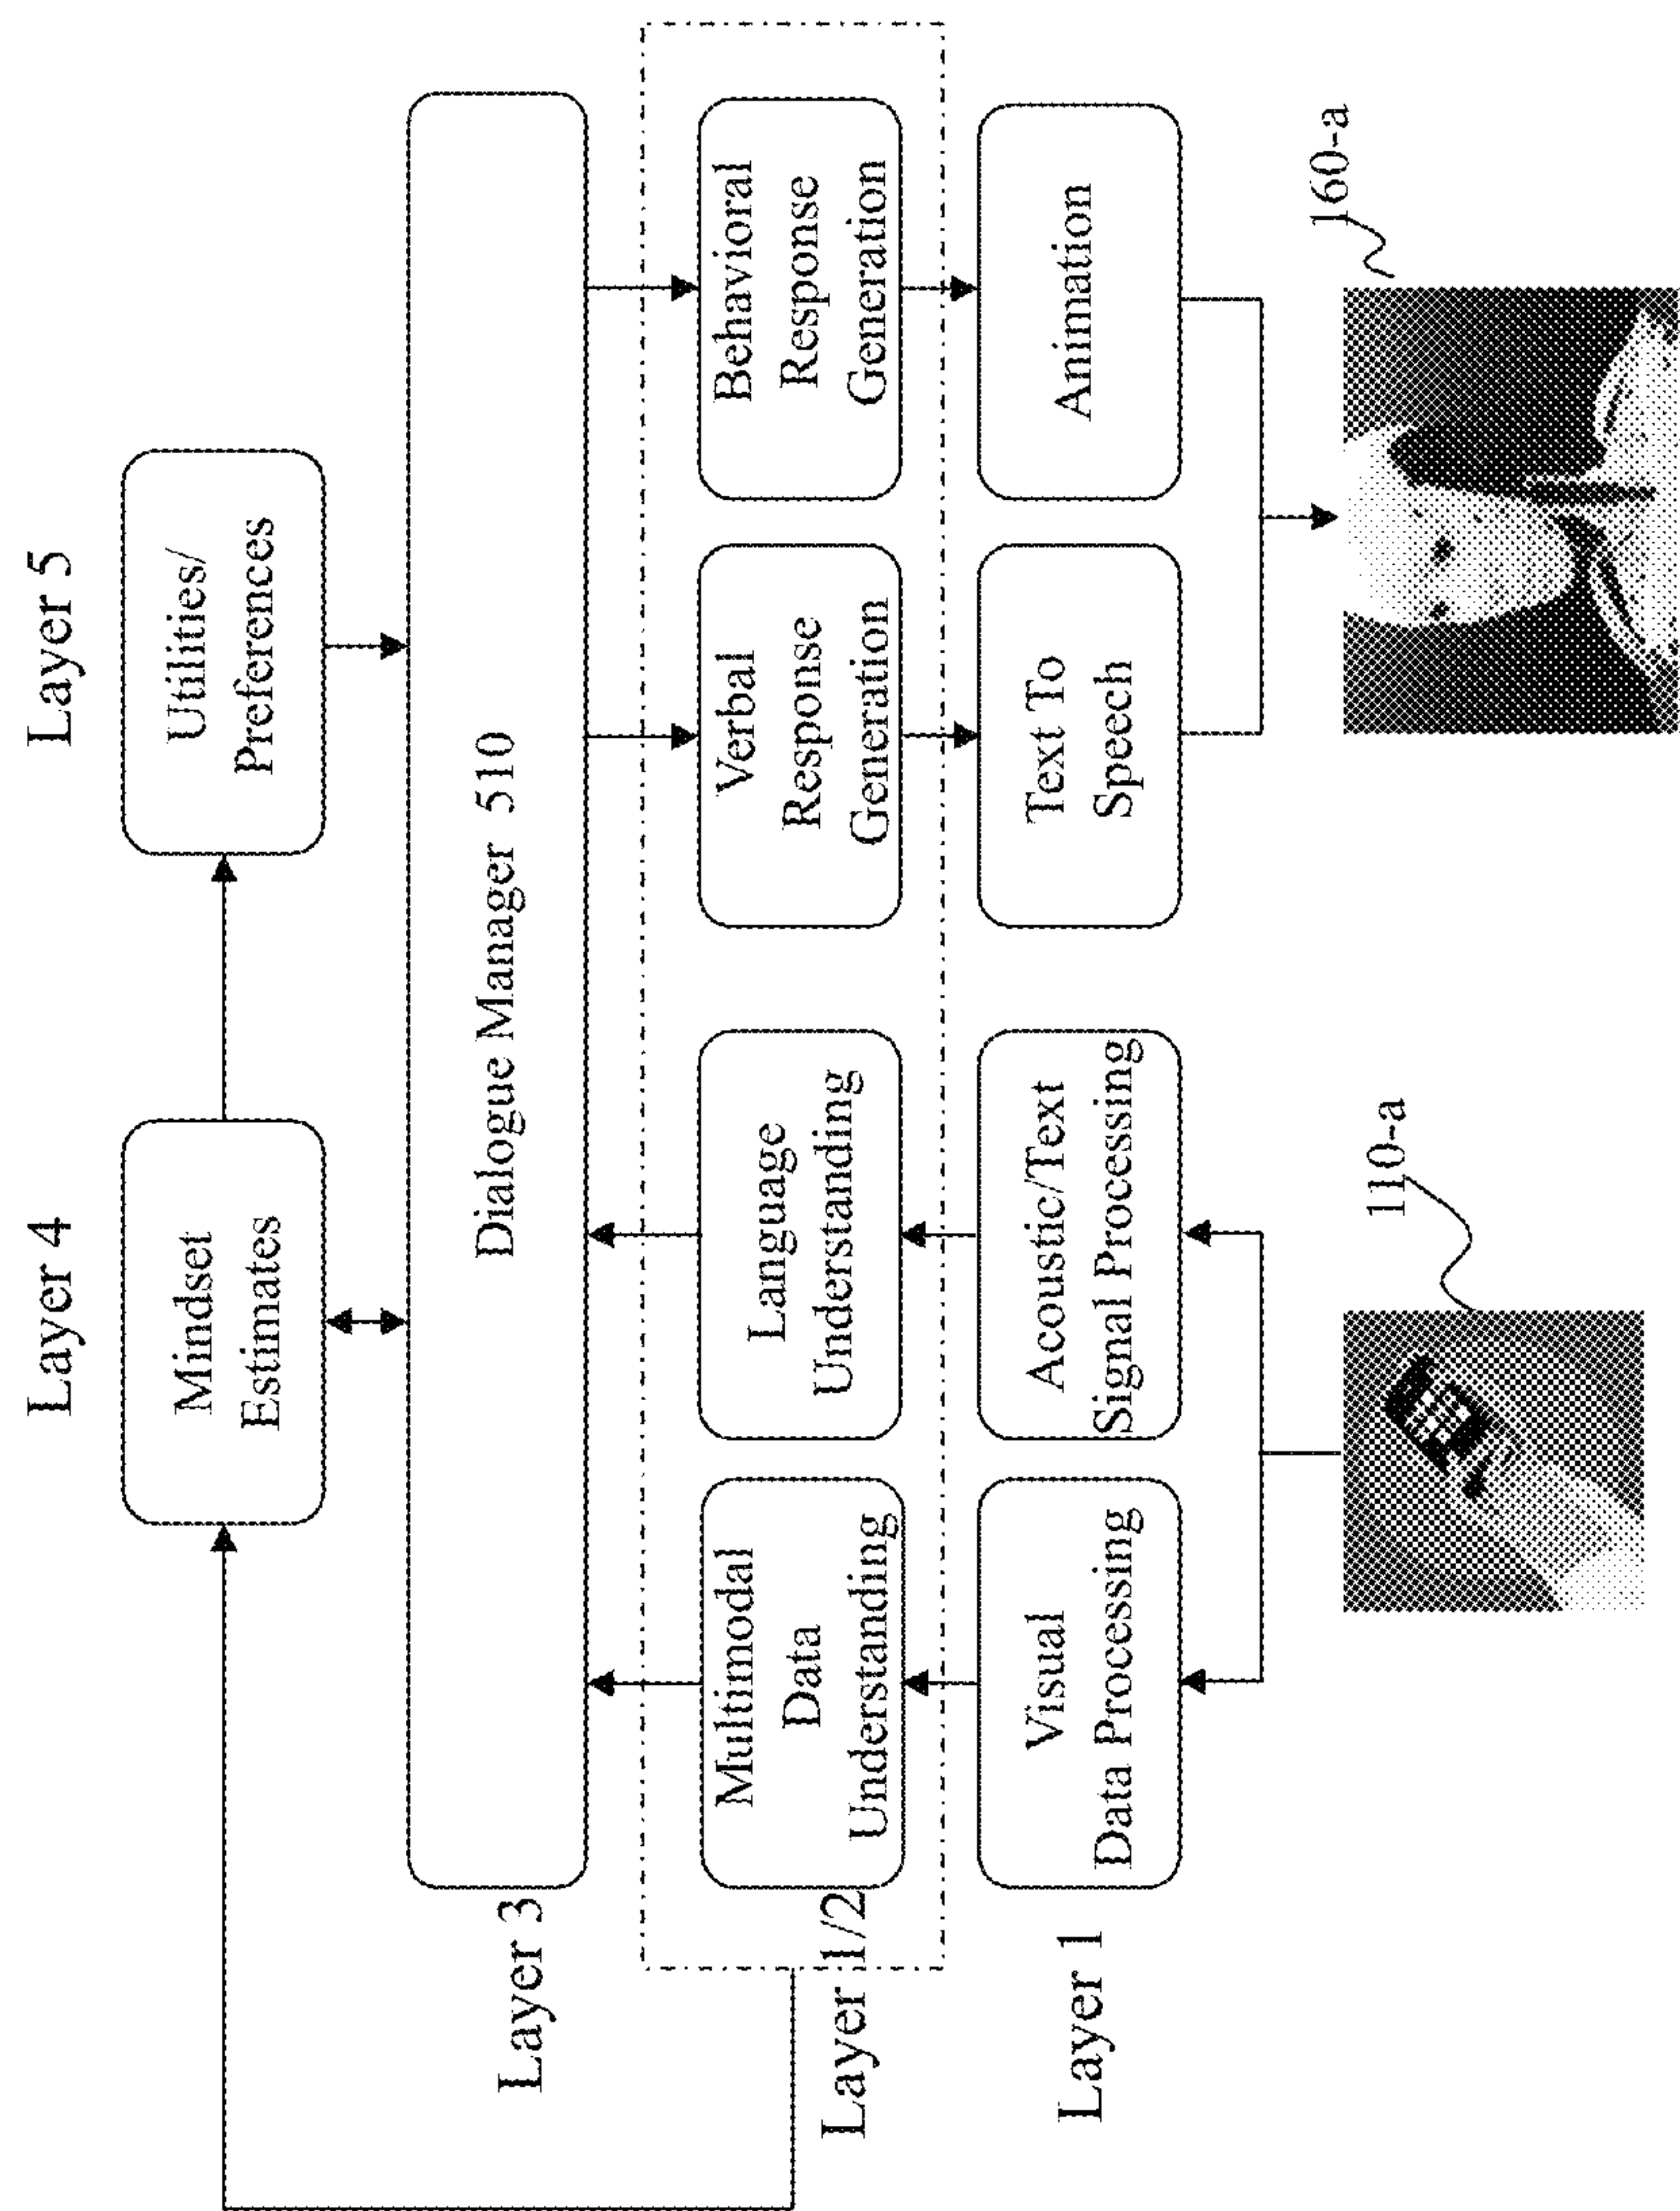 Layer 4
Layer 5
Mindset
Estimates
Utilities/
Preferences
Layer 3
Dialogue Manager 510
Layer 1/2
Multimodal
Data
Understanding
Language
Understanding
Verbal
Response
Generation
Behavioral
Response
Generation
Layer 1
Visual
Data Processing
Acoustic/Text
Signal Processing
Text To
Speech
Animation
110-a
160-a